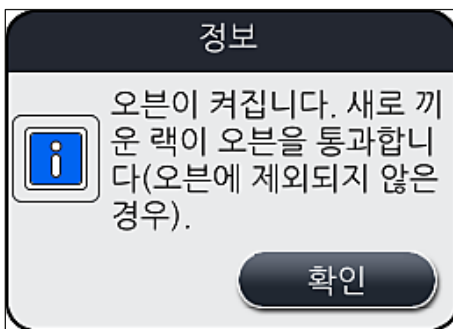 정보
오븐이 켜집니다. 새로 끼
운 랙이 오븐을 통과합니
다(오븐에 제외되지 않은
경우).
확인